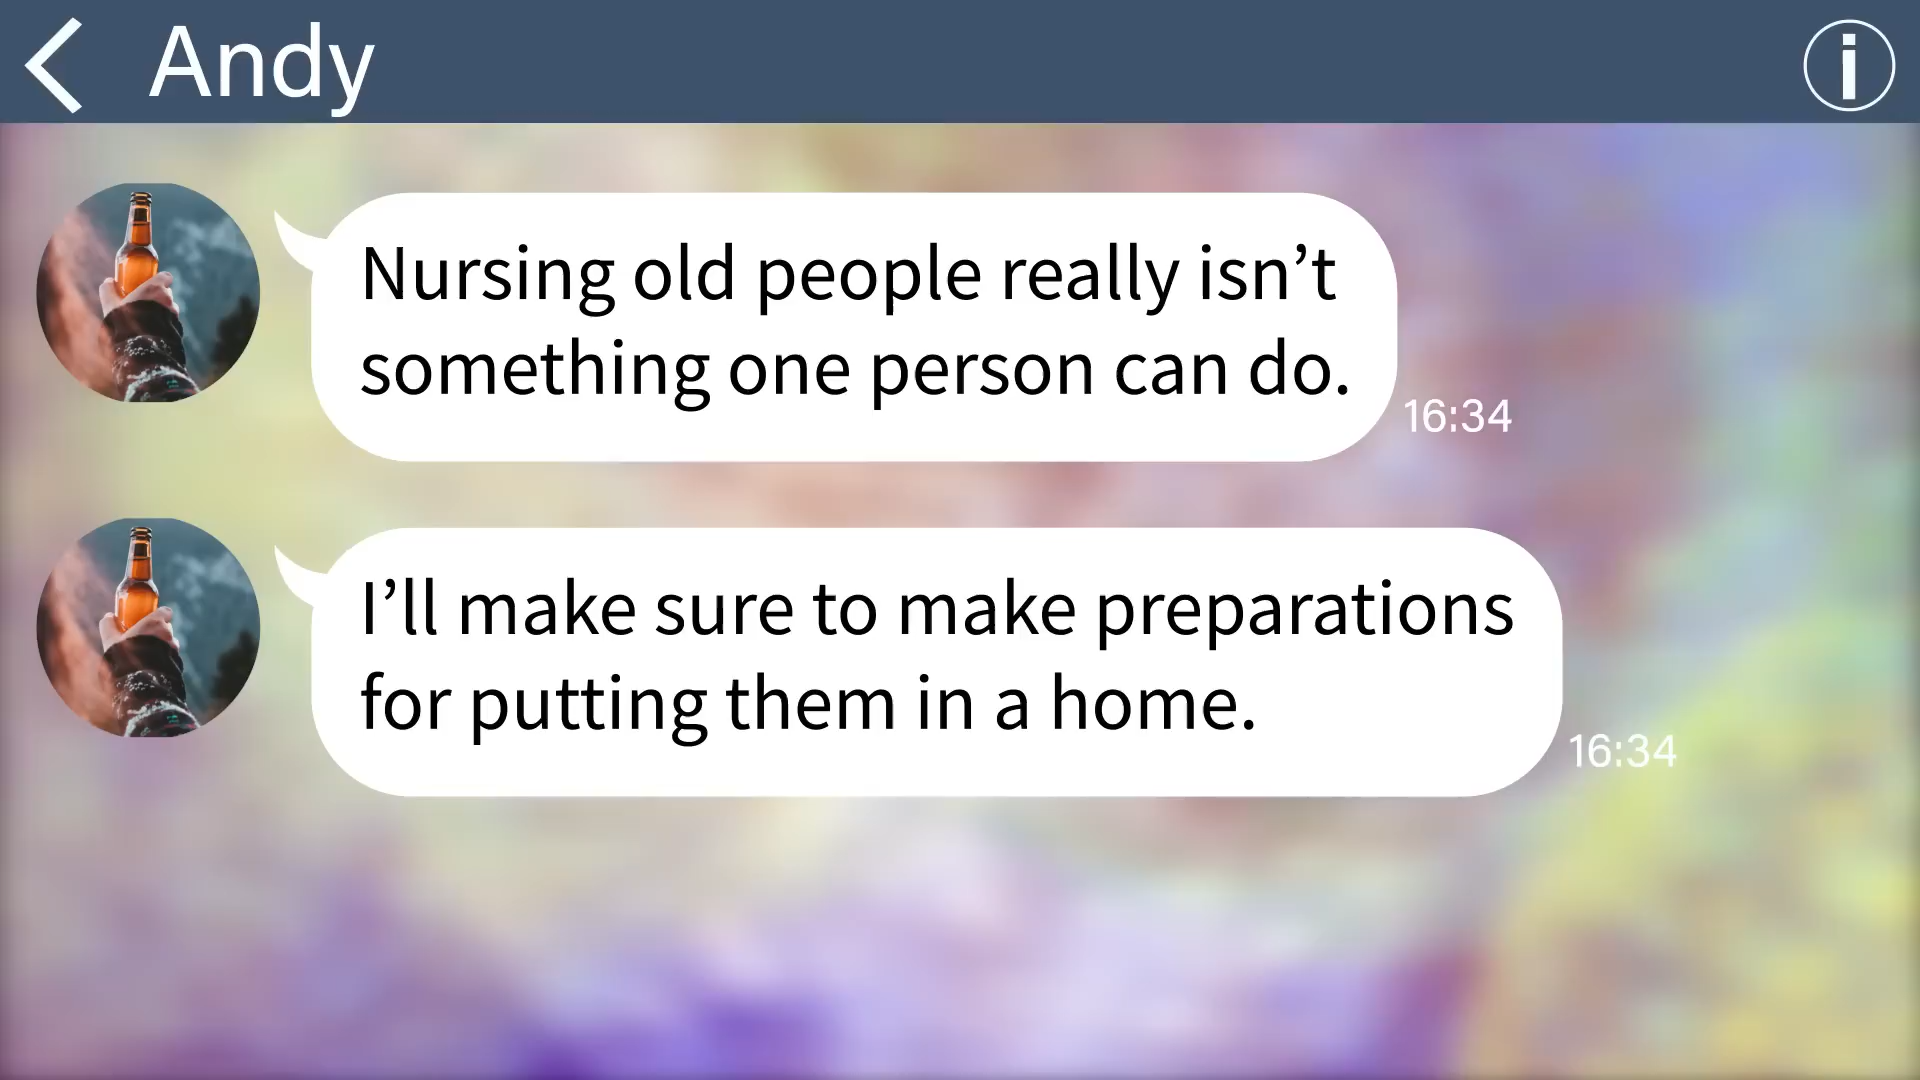 Andy
Nursing old people really isn’t
something one person can do.
16:34
I’ll make sure to make preparations
for putting them in a home.
16:34